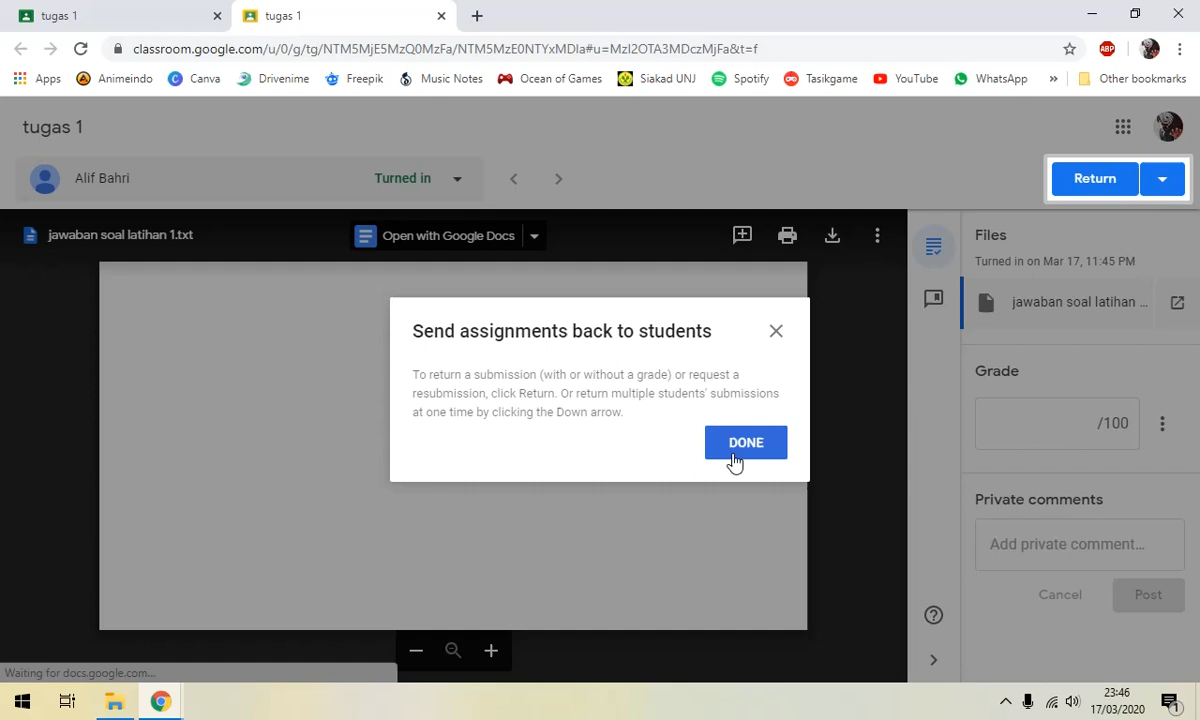 tugas 1
tugas 1
classroom.google.com/u/0/g/tg/NTM5MjE5MzQ0MzFa/NTM5MzE0NTYxMDla#u=MzI2OTA3MDczMjFa&t=f
ABP
Apps Animeindo Canva Drivenime Freepik Music Notes Ocean of Games Siakad UNJ Spotify Tasikgame YouTube WhatsApp » Other bookmarks
tugas 1
Alif Bahri Turned in
Return
jawaban soal latihan 1.txt Open with Google Docs
Files
Turned in on Mar 17, 11:45 PM
jawaban soal latihan ...
Send assignments back to students
To return a submission (with or without a grade) or request a
resubmission, click Return. Or return multiple students' submissions
at one time by clicking the Down arrow.
DONE
Grade
/100
Private comments
Add private comment...
Cancel Post
Waiting for docs.google.com...
23:46
17/03/2020
1